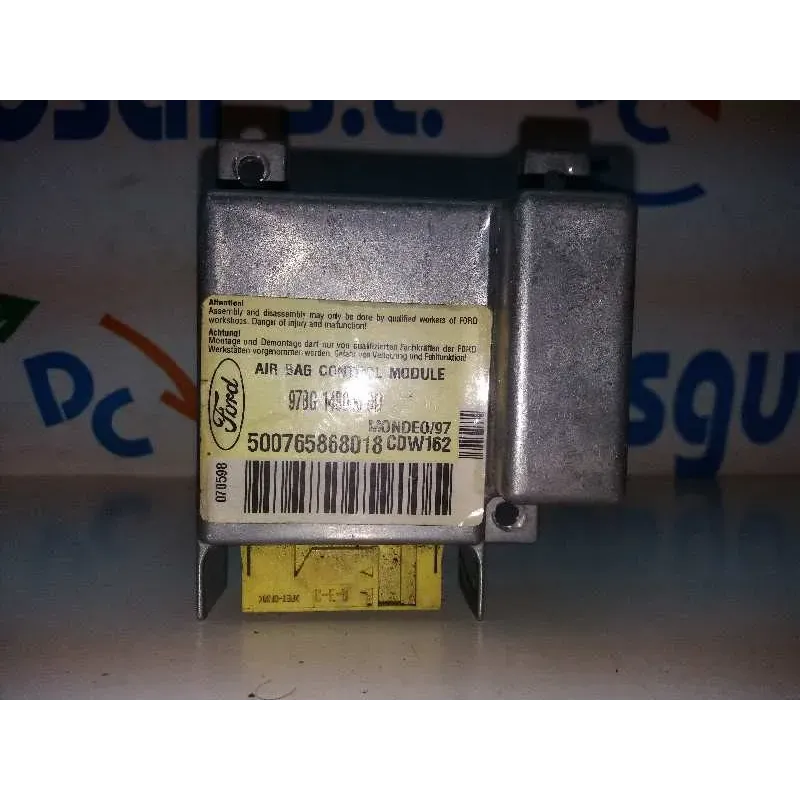 Attention!
Assembly and disassembly may only be done by qualified workers of FORD
workshops. Danger of injury and malfunction!
Achtung!
Montage und Demontage darf nur von qualifizierten Fachkräften der FORD
Werkstätten vorgenommen werden. Gefahr von Verletzung und Fehlfunktion!
Ford
AIR BAG CONTROL MODULE
97BG
MONDEO/97
500765868018 CDW162
070598
DC